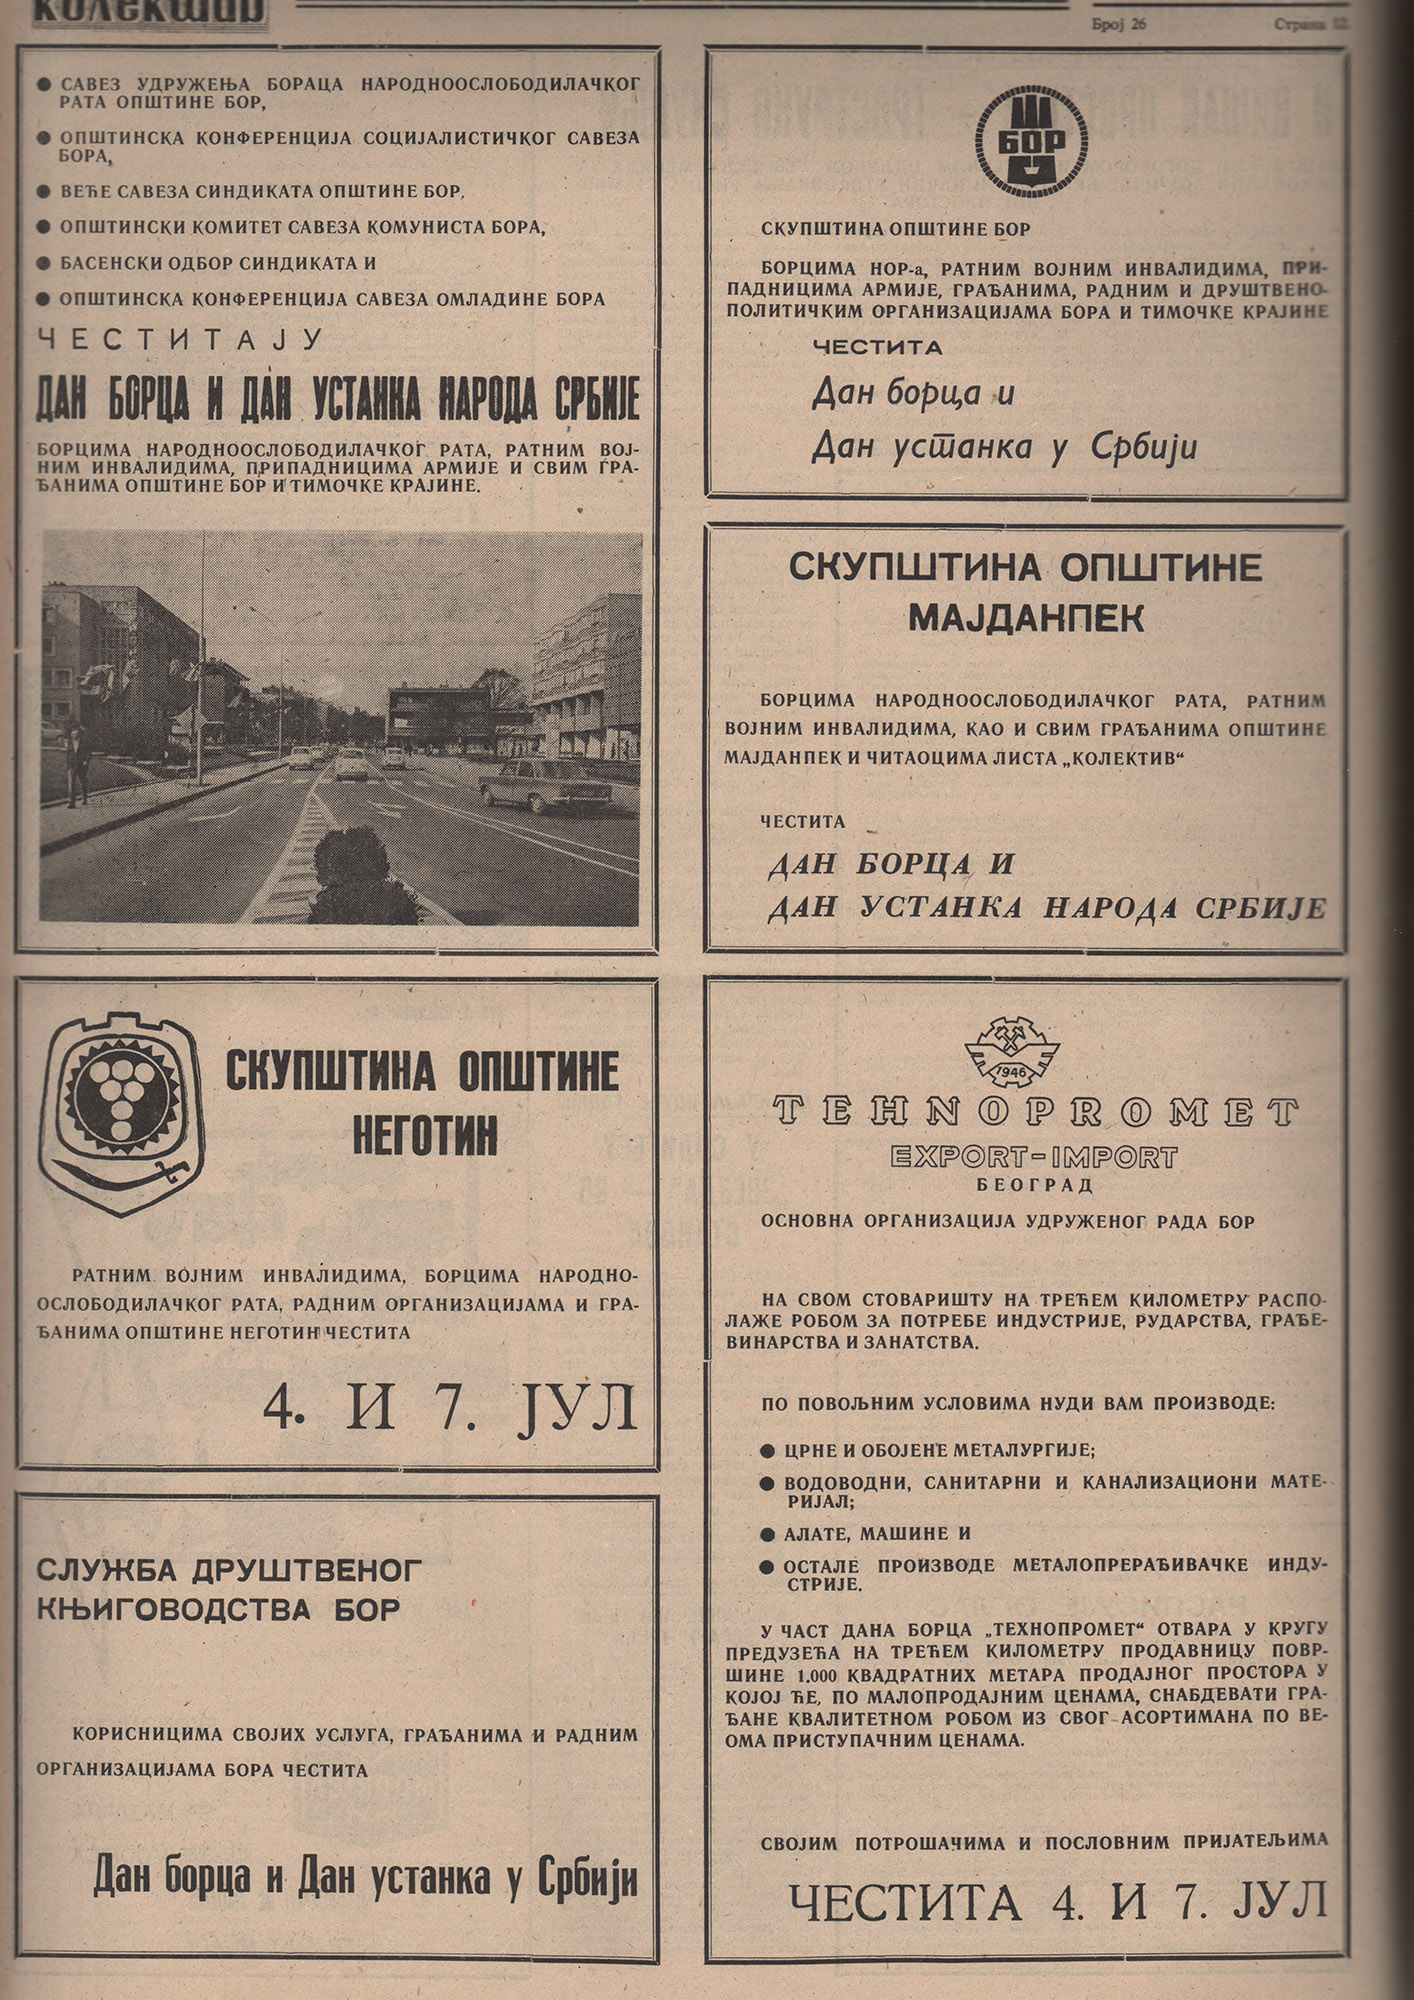 колектив
Број 26
Страна 12.
● САВЕЗ УДРУЖЕЊА БОРАЦА НАРОДНООСЛОБОДИЛАЧКОГ
РАТА ОПШТИНЕ БОР,
● ОПШТИНСКА КОНФЕРЕНЦИЈА СОЦИЈАЛИСТИЧКОГ САВЕЗА
БОРА,
● ВЕЋЕ САВЕЗА СИНДИКАТА ОПШТИНЕ БОР,
● ОПШТИНСКИ КОМИТЕТ САВЕЗА КОМУНИСТА БОРА,
● БАСЕНСКИ ОДБОР СИНДИКАТА И
● ОПШТИНСКА КОНФЕРЕНЦИЈА САВЕЗА ОМЛАДИНЕ БОРА
ЧЕСТИТАЈУ
ДАН БОРЦА И ДАН УСТАНКА НАРОДА СРБИЈЕ
БОРЦИМА НАРОДНООСЛОБОДИЛАЧКОГ РАТА, РАТНИМ ВОЈ-
НИМ ИНВАЛИДИМА, ПРИПАДНИЦИМА АРМИЈЕ И СВИМ ГРА-
ЂАНИМА ОПШТИНЕ БОР И ТИМОЧКЕ КРАЈИНЕ.
БОР
СКУПШТИНА ОПШТИНЕ БОР
БОРЦИМА НОР-а, РАТНИМ ВОЈНИМ ИНВАЛИДИМА, ПРИ-
ПАДНИЦИМА АРМИЈЕ, ГРАЂАНИМА, РАДНИМ И ДРУШТВЕНО-
ПОЛИТИЧКИМ ОРГАНИЗАЦИЈАМА БОРА И ТИМОЧКЕ КРАЈИНЕ
ЧЕСТИТА
Дан борца и
Дан устанка у Србији
СКУПШТИНА ОПШТИНЕ
МАЈДАНПЕК
БОРЦИМА НАРОДНООСЛОБОДИЛАЧКОГ РАТА, РАТНИМ
ВОЈНИМ ИНВАЛИДИМА, КАО И СВИМ ГРАЂАНИМА ОПШТИНЕ
МАЈДАНПЕК И ЧИТАОЦИМА ЛИСТА „КОЛЕКТИВ“
ЧЕСТИТА
ДАН БОРЦА И
ДАН УСТАНКА НАРОДА СРБИЈЕ
СКУПШТИНА ОПШТИНЕ
НЕГОТИН
РАТНИМ ВОЈНИМ ИНВАЛИДИМА, БОРЦИМА НАРОДНО-
ОСЛОБОДИЛАЧКОГ РАТА, РАДНИМ ОРГАНИЗАЦИЈАМА И ГРА-
ЂАНИМА ОПШТИНЕ НЕГОТИН ЧЕСТИТА
4. И 7. ЈУЛ
СЛУЖБА ДРУШТВЕНОГ
КЊИГОВОДСТВА БОР
КОРИСНИЦИМА СВОЈИХ УСЛУГА, ГРАЂАНИМА И РАДНИМ
ОРГАНИЗАЦИЈАМА БОРА ЧЕСТИТА
Дан борца и Дан устанка у Србији
1946
TEHNOPROMET
EXPORT-IMPORT
БЕОГРАД
ОСНОВНА ОРГАНИЗАЦИЈА УДРУЖЕНОГ РАДА БОР
НА СВОМ СТОВАРИШТУ НА ТРЕЋЕМ КИЛОМЕТРУ РАСПО-
ЛАЖЕ РОБОМ ЗА ПОТРЕБЕ ИНДУСТРИЈЕ, РУДАРСТВА, ГРАЂЕ-
ВИНАРСТВА И ЗАНАТСТВА.
ПО ПОВОЉНИМ УСЛОВИМА НУДИ ВАМ ПРОИЗВОДЕ:
● ЦРНЕ И ОБОЈЕНЕ МЕТАЛУРГИЈЕ;
● ВОДОВОДНИ, САНИТАРНИ И КАНАЛИЗАЦИОНИ МАТЕ-
РИЈАЛ;
● АЛАТЕ, МАШИНЕ И
● ОСТАЛЕ ПРОИЗВОДЕ МЕТАЛОПРЕРАЂИВАЧКЕ ИНДУ-
СТРИЈЕ.
У ЧАСТ ДАНА БОРЦА „ТЕХНОПРОМЕТ“ ОТВАРА У КРУГУ
ПРЕДУЗЕЋА НА ТРЕЋЕМ КИЛОМЕТРУ ПРОДАВНИЦУ ПОВР-
ШИНЕ 1.000 КВАДРАТНИХ МЕТАРА ПРОДАЈНОГ ПРОСТОРА У
КОЈОЈ ЋЕ, ПО МАЛОПРОДАЈНИМ ЦЕНАМА, СНАБДЕВАТИ ГРА-
ЂАНЕ КВАЛИТЕТНОМ РОБОМ ИЗ СВОГ АСОРТИМАНА ПО ВЕ-
ОМА ПРИСТУПАЧНИМ ЦЕНАМА.
СВОЈИМ ПОТРОШАЧИМА И ПОСЛОВНИМ ПРИЈАТЕЉИМА
ЧЕСТИТА 4. И 7. ЈУЛ